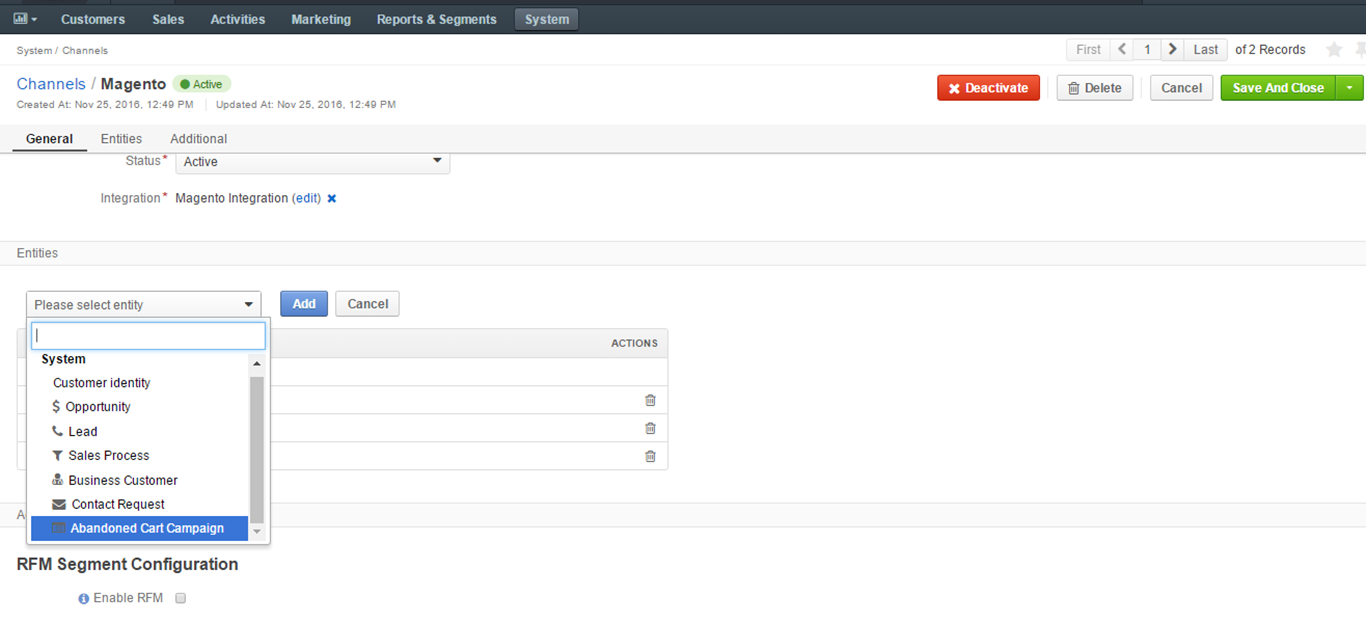 Customers Sales Activities Marketing Reports & Segments System
System / Channels First 1 Last of 2 Records
Channels / Magento Active Deactivate Delete Cancel Save And Close
Created At: Nov 25, 2016, 12:49 PM Updated At: Nov 25, 2016, 12:49 PM
General Entities Additional
Status* Active
Integration* Magento Integration (edit)
Entities
Please select entity Add Cancel
ACTIONS
System
Customer identity
Opportunity
Lead
Sales Process
Business Customer
Contact Request
Abandoned Cart Campaign
RFM Segment Configuration
Enable RFM